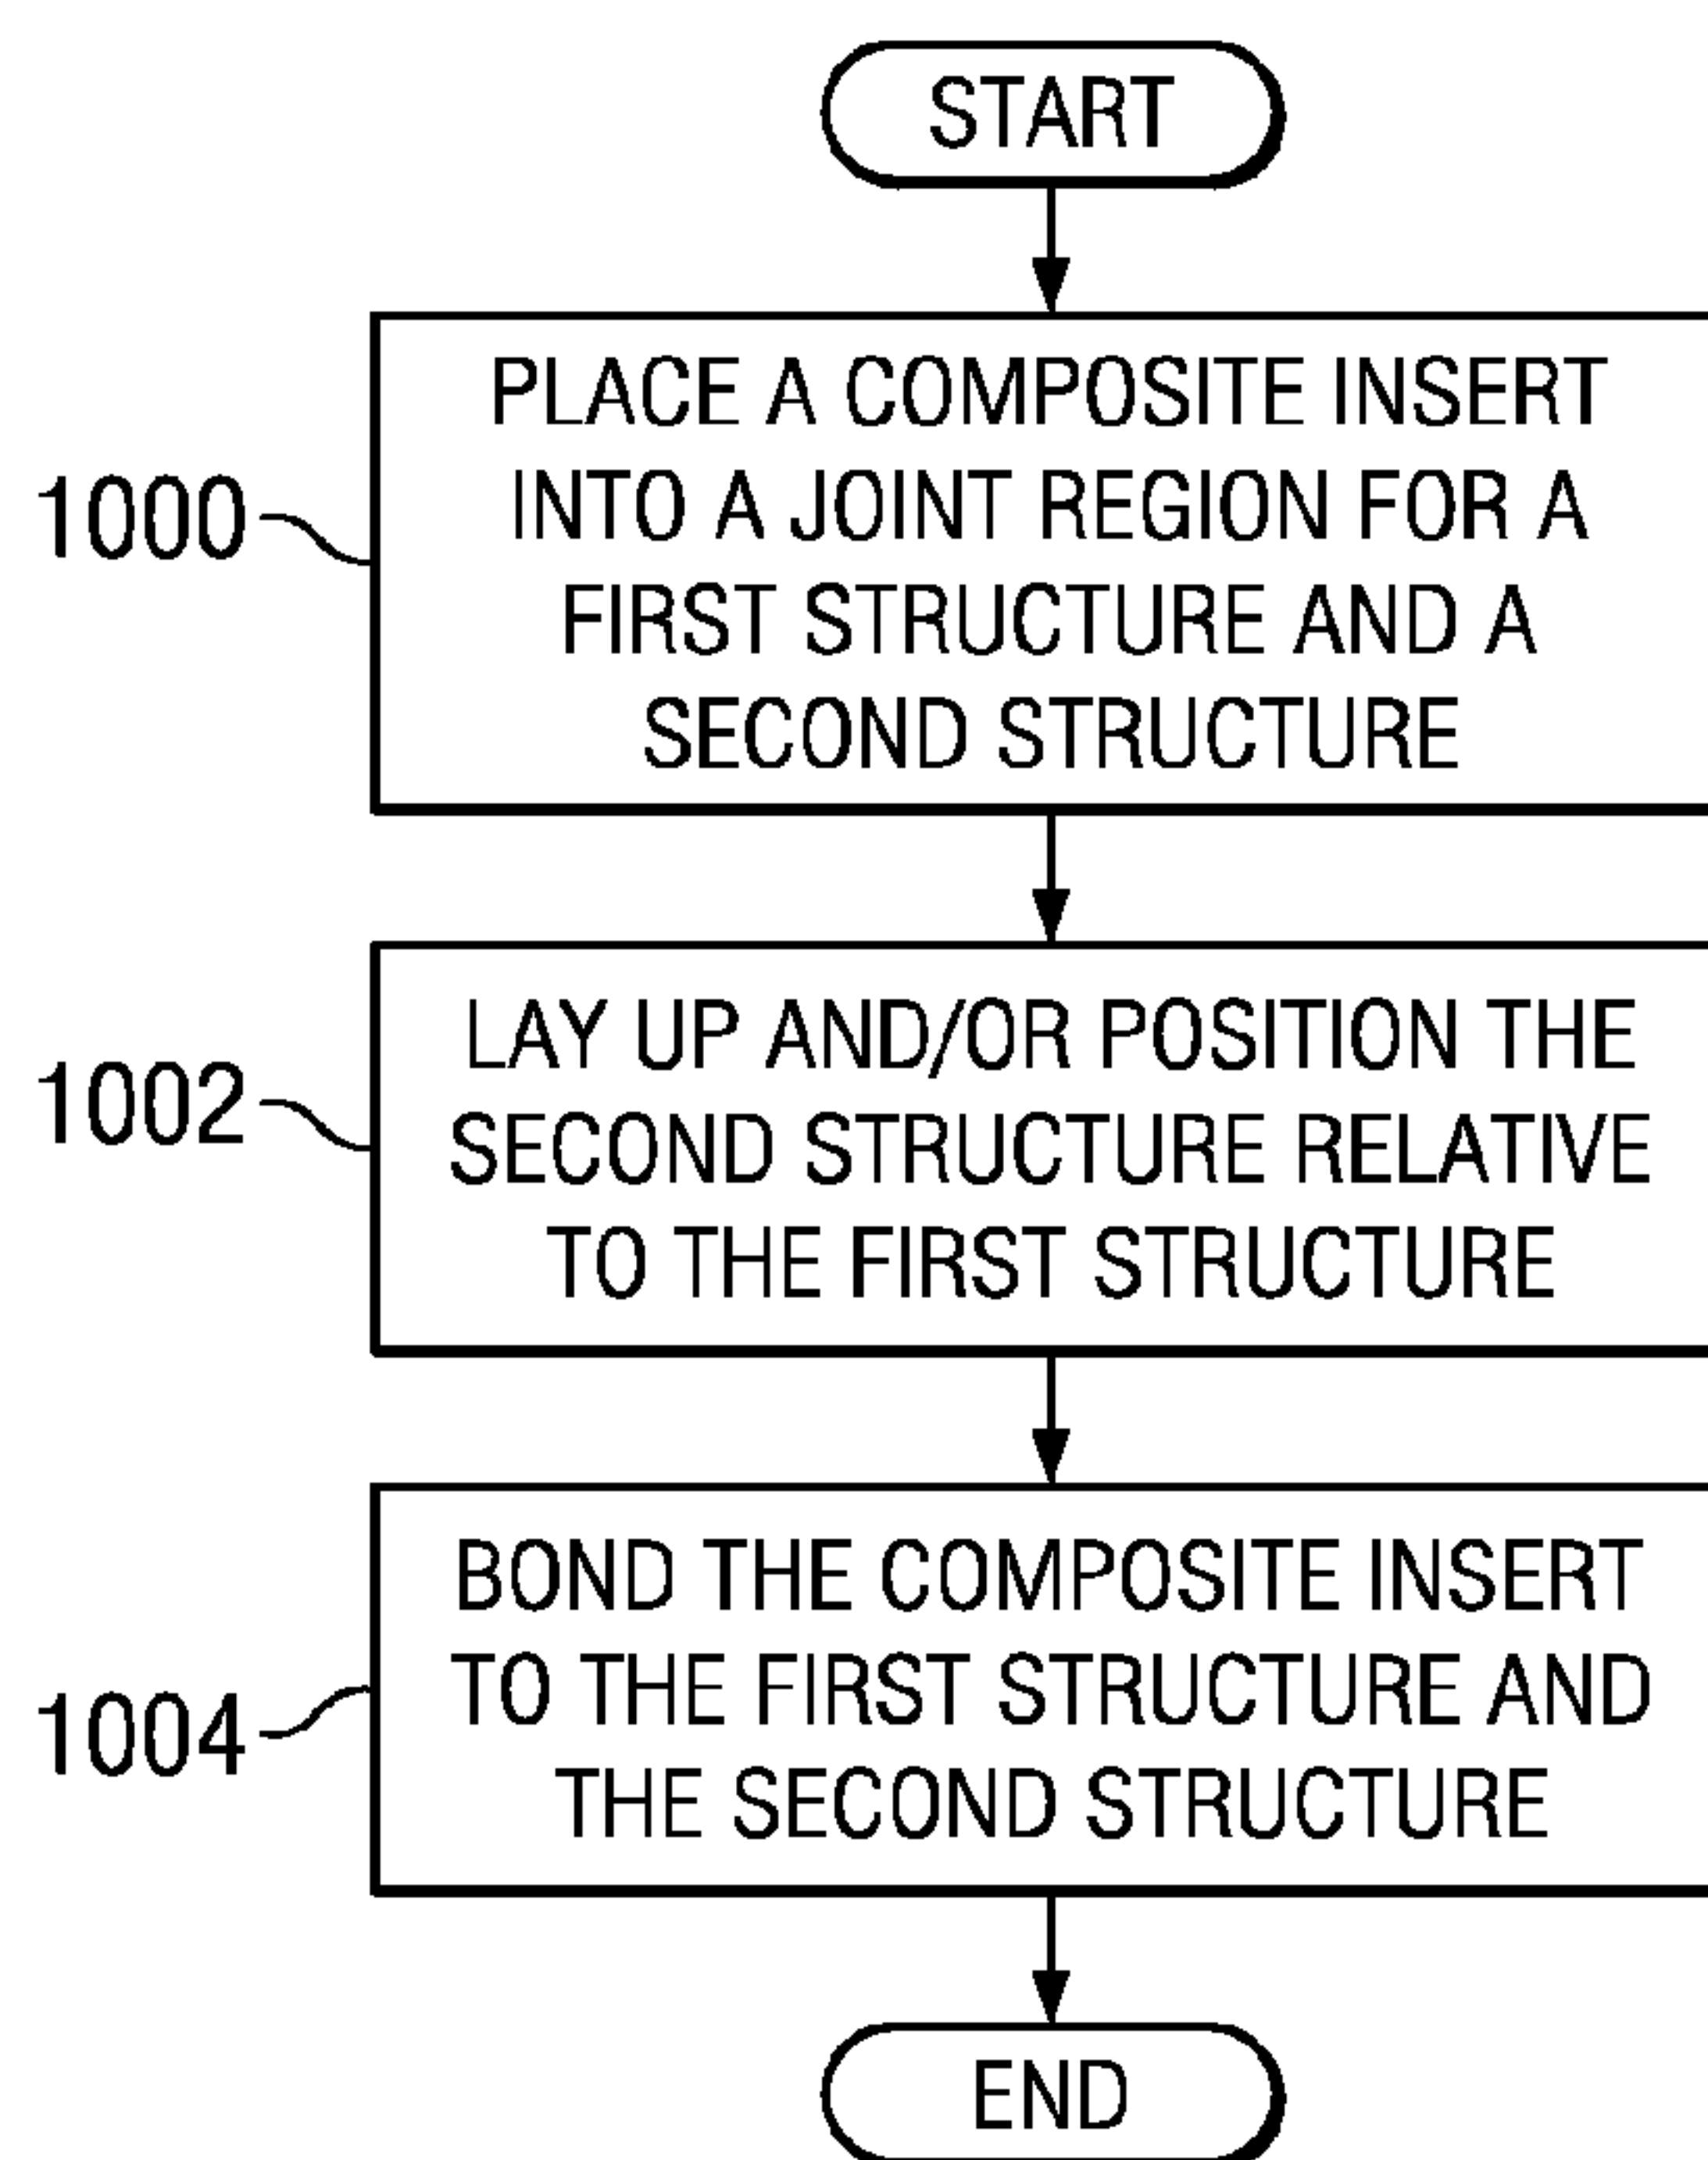 START
PLACE A COMPOSITE INSERT
INTO A JOINT REGION FOR A
FIRST STRUCTURE AND A
SECOND STRUCTURE
1000
LAY UP AND/OR POSITION THE
SECOND STRUCTURE RELATIVE
TO THE FIRST STRUCTURE
1002
BOND THE COMPOSITE INSERT
TO THE FIRST STRUCTURE AND
THE SECOND STRUCTURE
1004
END